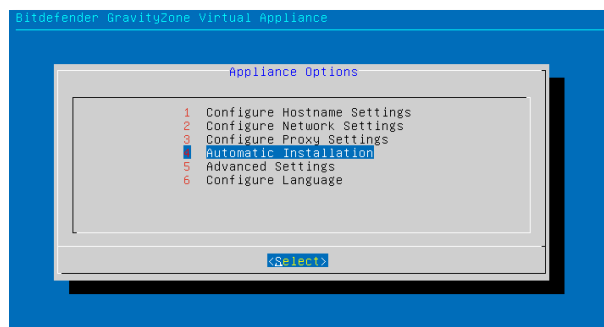 Bitdefender GravityZone Virtual Appliance
Appliance Options
1 Configure Hostname Settings
2 Configure Network Settings
3 Configure Proxy Settings
4 Automatic Installation
5 Advanced Settings
6 Configure Language
<Select>